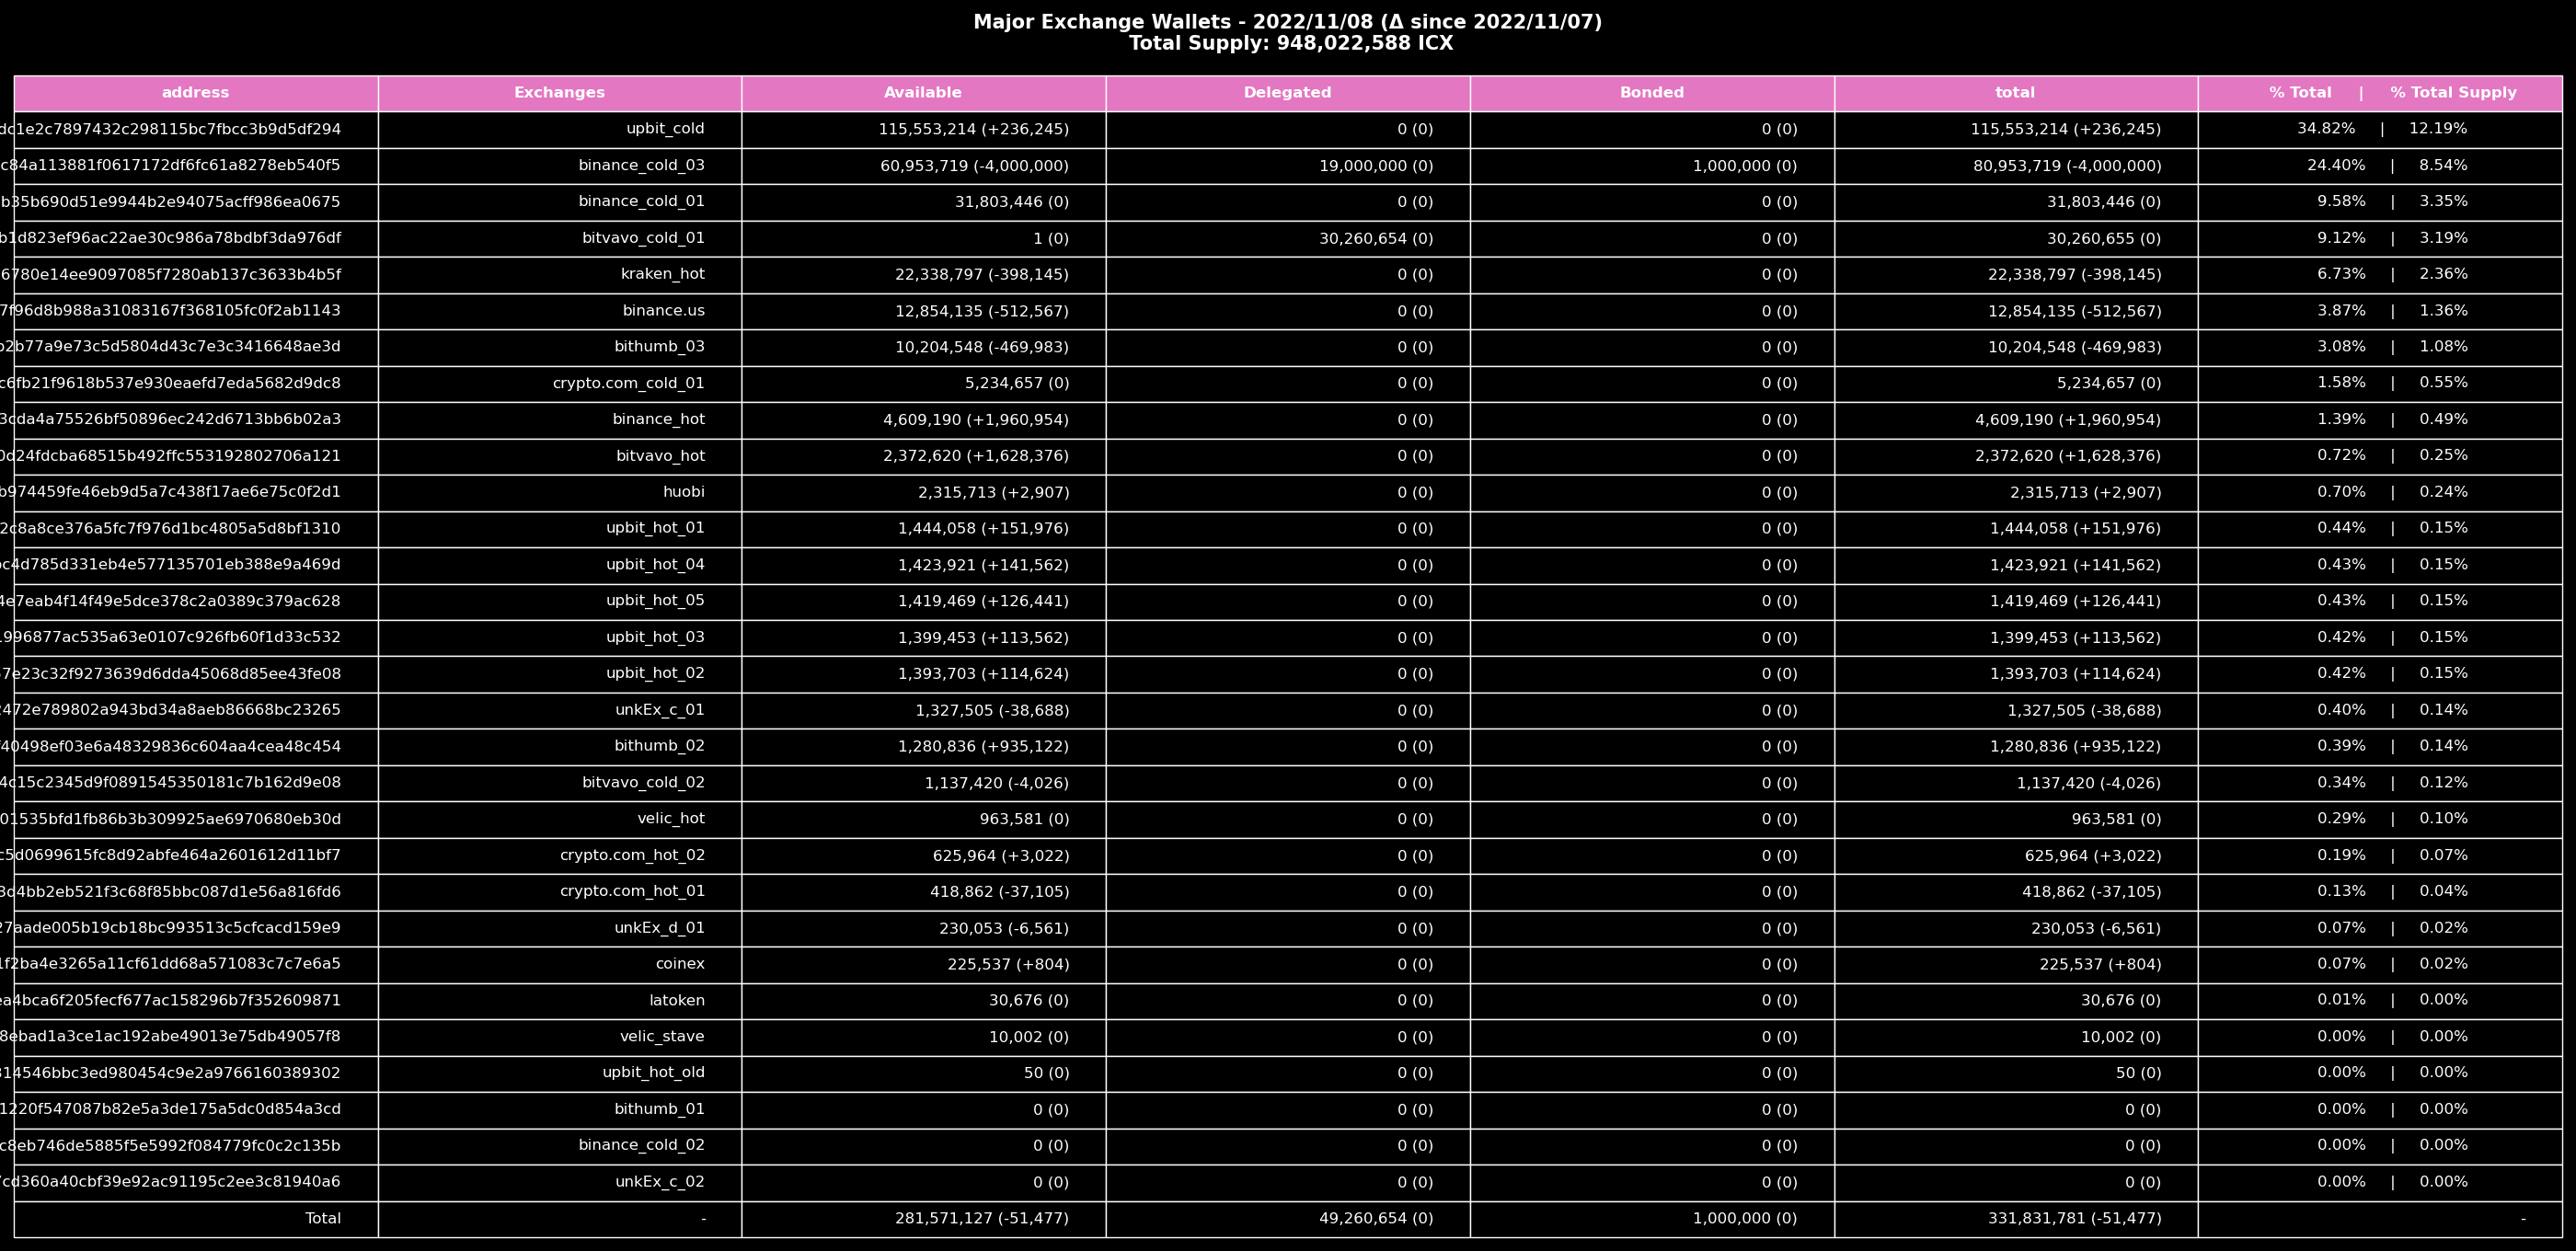 Major Exchange Wallets - 2022/11/08 (Δ since 2022/11/07)
Total Supply: 948,022,588 ICX
address Exchanges Available Delegated Bonded total % Total | % Total Supply
dc1e2c7897432c298115bc7fbcc3b9d5df294 upbit_cold 115,553,214 (+236,245) 0 (0) 0 (0) 115,553,214 (+236,245) 34.82% | 12.19%
c84a113881f0617172df6fc61a8278eb540f5 binance_cold_03 60,953,719 (-4,000,000) 19,000,000 (0) 1,000,000 (0) 80,953,719 (-4,000,000) 24.40% | 8.54%
b35b690d51e9944b2e94075acff986ea0675 binance_cold_01 31,803,446 (0) 0 (0) 0 (0) 31,803,446 (0) 9.58% | 3.35%
b1d823ef96ac22ae30c986a78bdbf3da976df bitvavo_cold_01 1 (0) 30,260,654 (0) 0 (0) 30,260,655 (0) 9.12% | 3.19%
6780e14ee9097085f7280ab137c3633b4b5f kraken_hot 22,338,797 (-398,145) 0 (0) 0 (0) 22,338,797 (-398,145) 6.73% | 2.36%
7f96d8b988a31083167f368105fc0f2ab1143 binance.us 12,854,135 (-512,567) 0 (0) 0 (0) 12,854,135 (-512,567) 3.87% | 1.36%
b2b77a9e73c5d5804d43c7e3c3416648ae3d bithumb_03 10,204,548 (-469,983) 0 (0) 0 (0) 10,204,548 (-469,983) 3.08% | 1.08%
c6fb21f9618b537e930eaefd7eda5682d9dc8 crypto.com_cold_01 5,234,657 (0) 0 (0) 0 (0) 5,234,657 (0) 1.58% | 0.55%
3cda4a75526bf50896ec242d6713bb6b02a3 binance_hot 4,609,190 (+1,960,954) 0 (0) 0 (0) 4,609,190 (+1,960,954) 1.39% | 0.49%
0d24fdcba68515b492ffc553192802706a121 bitvavo_hot 2,372,620 (+1,628,376) 0 (0) 0 (0) 2,372,620 (+1,628,376) 0.72% | 0.25%
b974459fe46eb9d5a7c438f17ae6e75c0f2d1 huobi 2,315,713 (+2,907) 0 (0) 0 (0) 2,315,713 (+2,907) 0.70% | 0.24%
2c8a8ce376a5fc7f976d1bc4805a5d8bf1310 upbit_hot_01 1,444,058 (+151,976) 0 (0) 0 (0) 1,444,058 (+151,976) 0.44% | 0.15%
bc4d785d331eb4e577135701eb388e9a469d upbit_hot_04 1,423,921 (+141,562) 0 (0) 0 (0) 1,423,921 (+141,562) 0.43% | 0.15%
4e7eab4f14f49e5dce378c2a0389c379ac628 upbit_hot_05 1,419,469 (+126,441) 0 (0) 0 (0) 1,419,469 (+126,441) 0.43% | 0.15%
1996877ac535a63e0107c926fb60f1d33c532 upbit_hot_03 1,399,453 (+113,562) 0 (0) 0 (0) 1,399,453 (+113,562) 0.42% | 0.15%
57e23c32f9273639d6dda45068d85ee43fe08 upbit_hot_02 1,393,703 (+114,624) 0 (0) 0 (0) 1,393,703 (+114,624) 0.42% | 0.15%
2472e789802a943bd34a8aeb86668bc23265 unkEx_c_01 1,327,505 (-38,688) 0 (0) 0 (0) 1,327,505 (-38,688) 0.40% | 0.14%
f40498ef03e6a48329836c604aa4cea48c454 bithumb_02 1,280,836 (+935,122) 0 (0) 0 (0) 1,280,836 (+935,122) 0.39% | 0.14%
4c15c2345d9f0891545350181c7b162d9e08 bitvavo_cold_02 1,137,420 (-4,026) 0 (0) 0 (0) 1,137,420 (-4,026) 0.34% | 0.12%
01535bfd1fb86b3b309925ae6970680eb30d velic_hot 963,581 (0) 0 (0) 0 (0) 963,581 (0) 0.29% | 0.10%
c5d0699615fc8d92abfe464a2601612d11bf7 crypto.com_hot_02 625,964 (+3,022) 0 (0) 0 (0) 625,964 (+3,022) 0.19% | 0.07%
3d4bb2eb521f3c68f85bbc087d1e56a816fd6 crypto.com_hot_01 418,862 (-37,105) 0 (0) 0 (0) 418,862 (-37,105) 0.13% | 0.04%
27aade005b19cb18bc993513c5cfcacd159e9 unkEx_d_01 230,053 (-6,561) 0 (0) 0 (0) 230,053 (-6,561) 0.07% | 0.02%
1f2ba4e3265a11cf61dd68a571083c7c7e6a5 coinex 225,537 (+804) 0 (0) 0 (0) 225,537 (+804) 0.07% | 0.02%
ea4bca6f205fecf677ac158296b7f352609871 latoken 30,676 (0) 0 (0) 0 (0) 30,676 (0) 0.01% | 0.00%
8ebad1a3ce1ac192abe49013e75db49057f8 velic_stave 10,002 (0) 0 (0) 0 (0) 10,002 (0) 0.00% | 0.00%
314546bbc3ed980454c9e2a9766160389302 upbit_hot_old 50 (0) 0 (0) 0 (0) 50 (0) 0.00% | 0.00%
1220f547087b82e5a3de175a5dc0d854a3cd bithumb_01 0 (0) 0 (0) 0 (0) 0 (0) 0.00% | 0.00%
c8eb746de5885f5e5992f084779fc0c2c135b binance_cold_02 0 (0) 0 (0) 0 (0) 0 (0) 0.00% | 0.00%
7cd360a40cbf39e92ac91195c2ee3c81940a6 unkEx_c_02 0 (0) 0 (0) 0 (0) 0 (0) 0.00% | 0.00%
Total - 281,571,127 (-51,477) 49,260,654 (0) 1,000,000 (0) 331,831,781 (-51,477) -